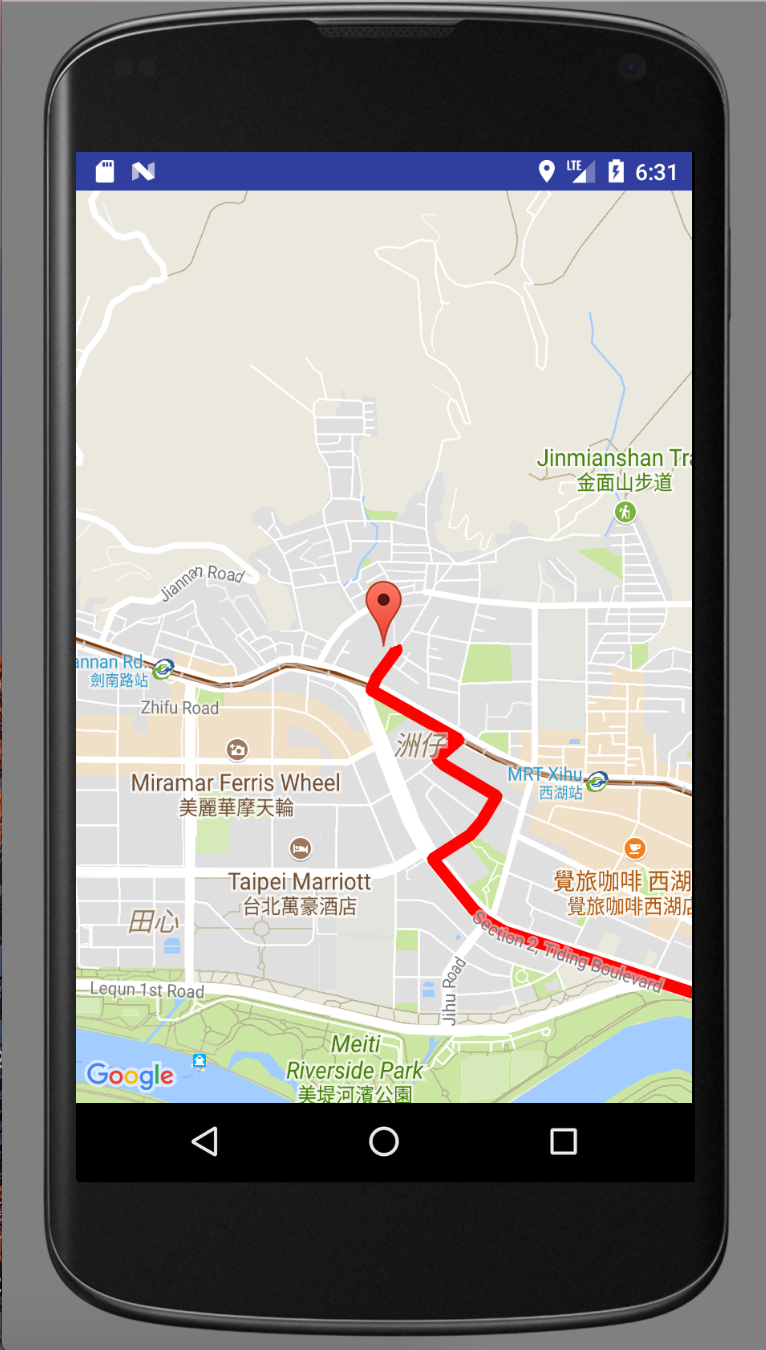 LTE 6:31
Jinmianshan Tra
金面山步道
Jiannan Road
annan Rd.
劍南路站
Zhifu Road
洲仔
MRT-Xihu
西湖站
Miramar Ferris Wheel
美麗華摩天輪
Taipei Marriott
台北萬豪酒店
覺旅咖啡 西湖
覺旅咖啡西湖店
田心
Section 2, Tiding Boulevard
Lequn 1st Road
Jihu Road
Meiti
Riverside Park
美堤河濱公園
Google